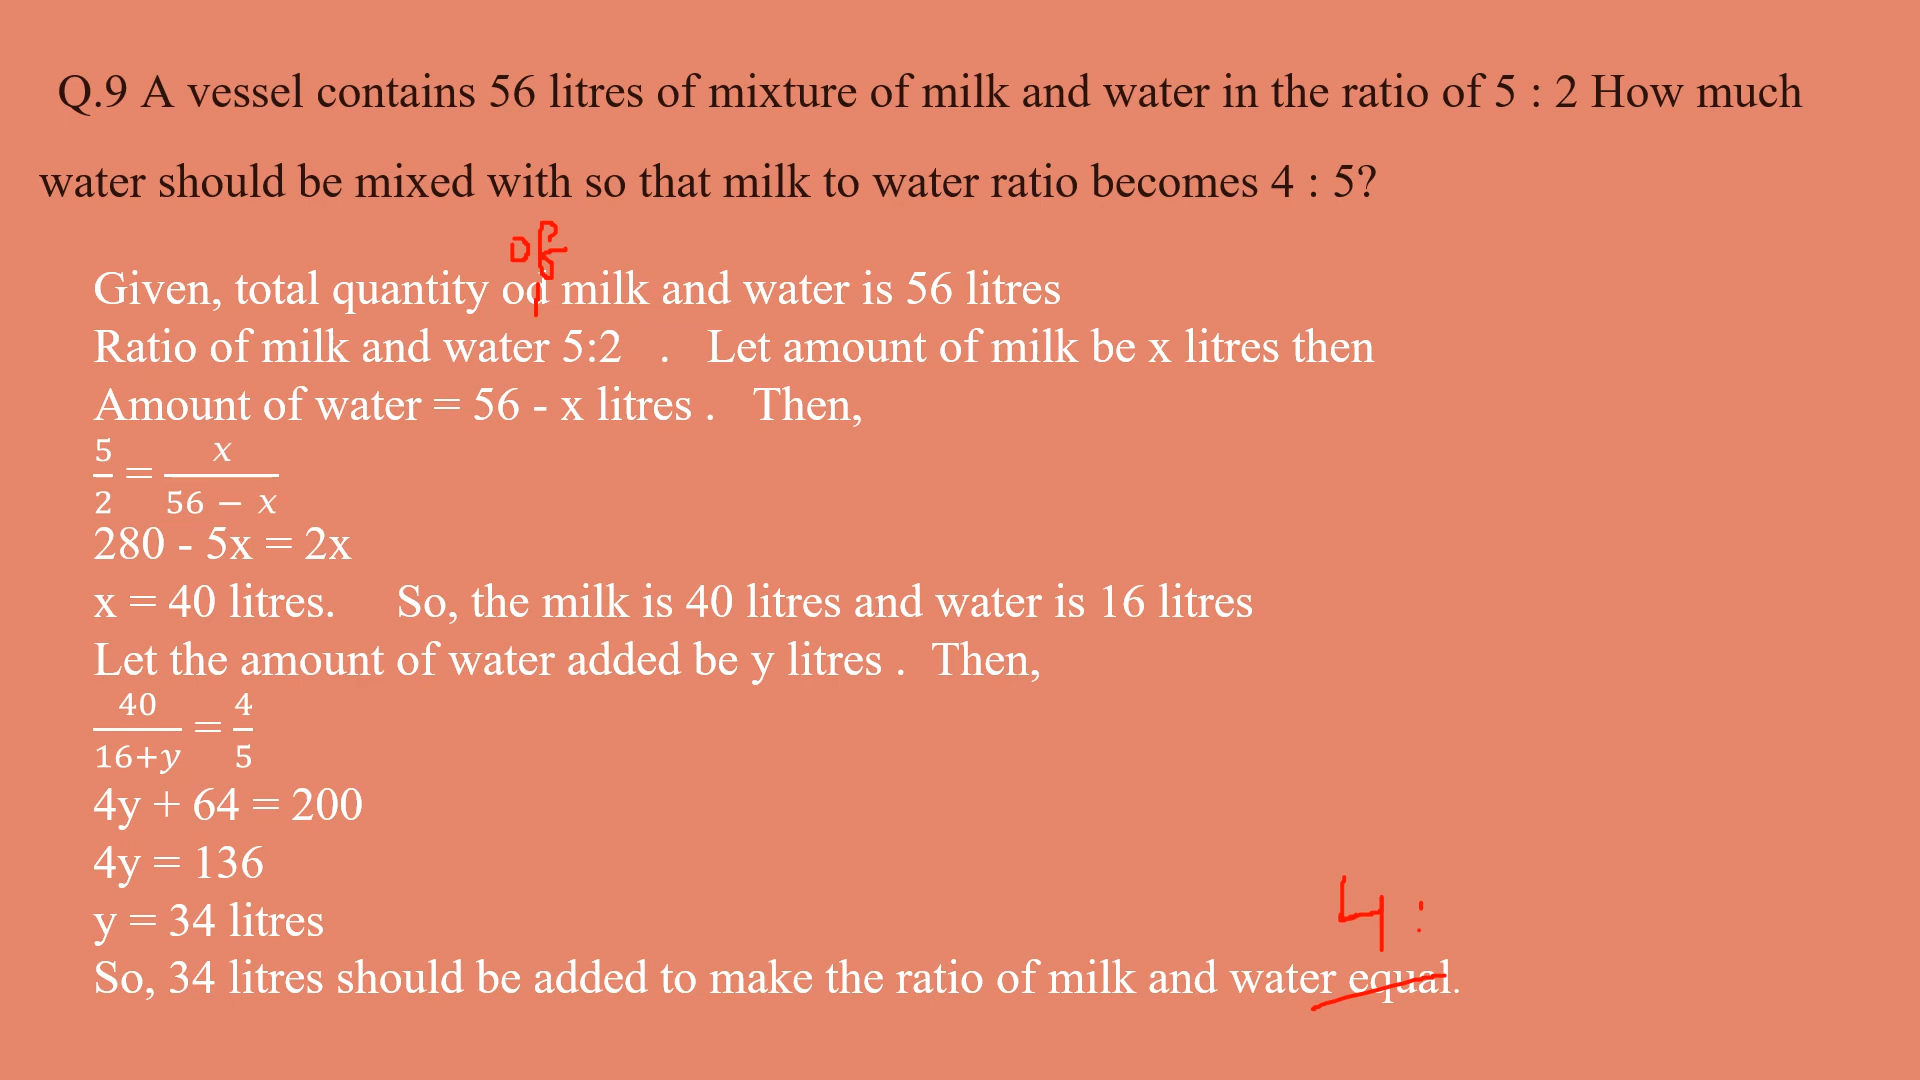 Q.9 A vessel contains 56 litres of mixture of milk and water in the ratio of 5 : 2 How much
water should be mixed with so that milk to water ratio becomes 4 : 5?
of
Given, total quantity od milk and water is 56 litres
Ratio of milk and water 5:2 . Let amount of milk be x litres then
Amount of water = 56 - x litres . Then,
5/2 = x/(56 − x)
280 - 5x = 2x
x = 40 litres. So, the milk is 40 litres and water is 16 litres
Let the amount of water added be y litres . Then,
40/(16+y) = 4/5
4y + 64 = 200
4y = 136
y = 34 litres
4 :
So, 34 litres should be added to make the ratio of milk and water equal.